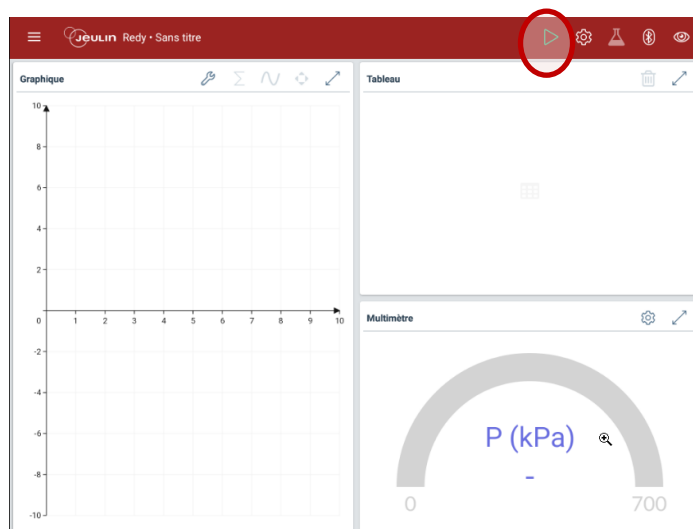 JEULIN Redy • Sans titre
Graphique
10
8
6
4
2
0 1 2 3 4 5 6 7 8 9 10
-2
-4
-6
-8
-10
Tableau
Multimètre
P (kPa)
-
0 700